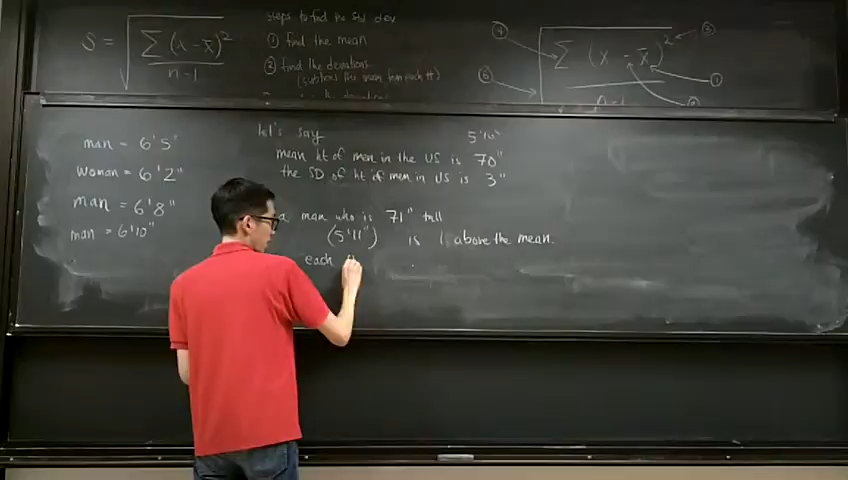 S = √ Σ (x - x̄)² / n-1
steps to find the std dev
① find the mean
② find the deviations
(subtract the mean from each #)
④ Σ (x - x̄)² ③
⑥ ①
n-1
man = 6'5"
woman = 6'2"
man = 6'8"
man = 6'10"
let's say
5'10"
mean ht of men in the US is 70"
the SD of ht of men in US is 3"
a man who is 71" tall
(5'11") is 1 above the mean.
each